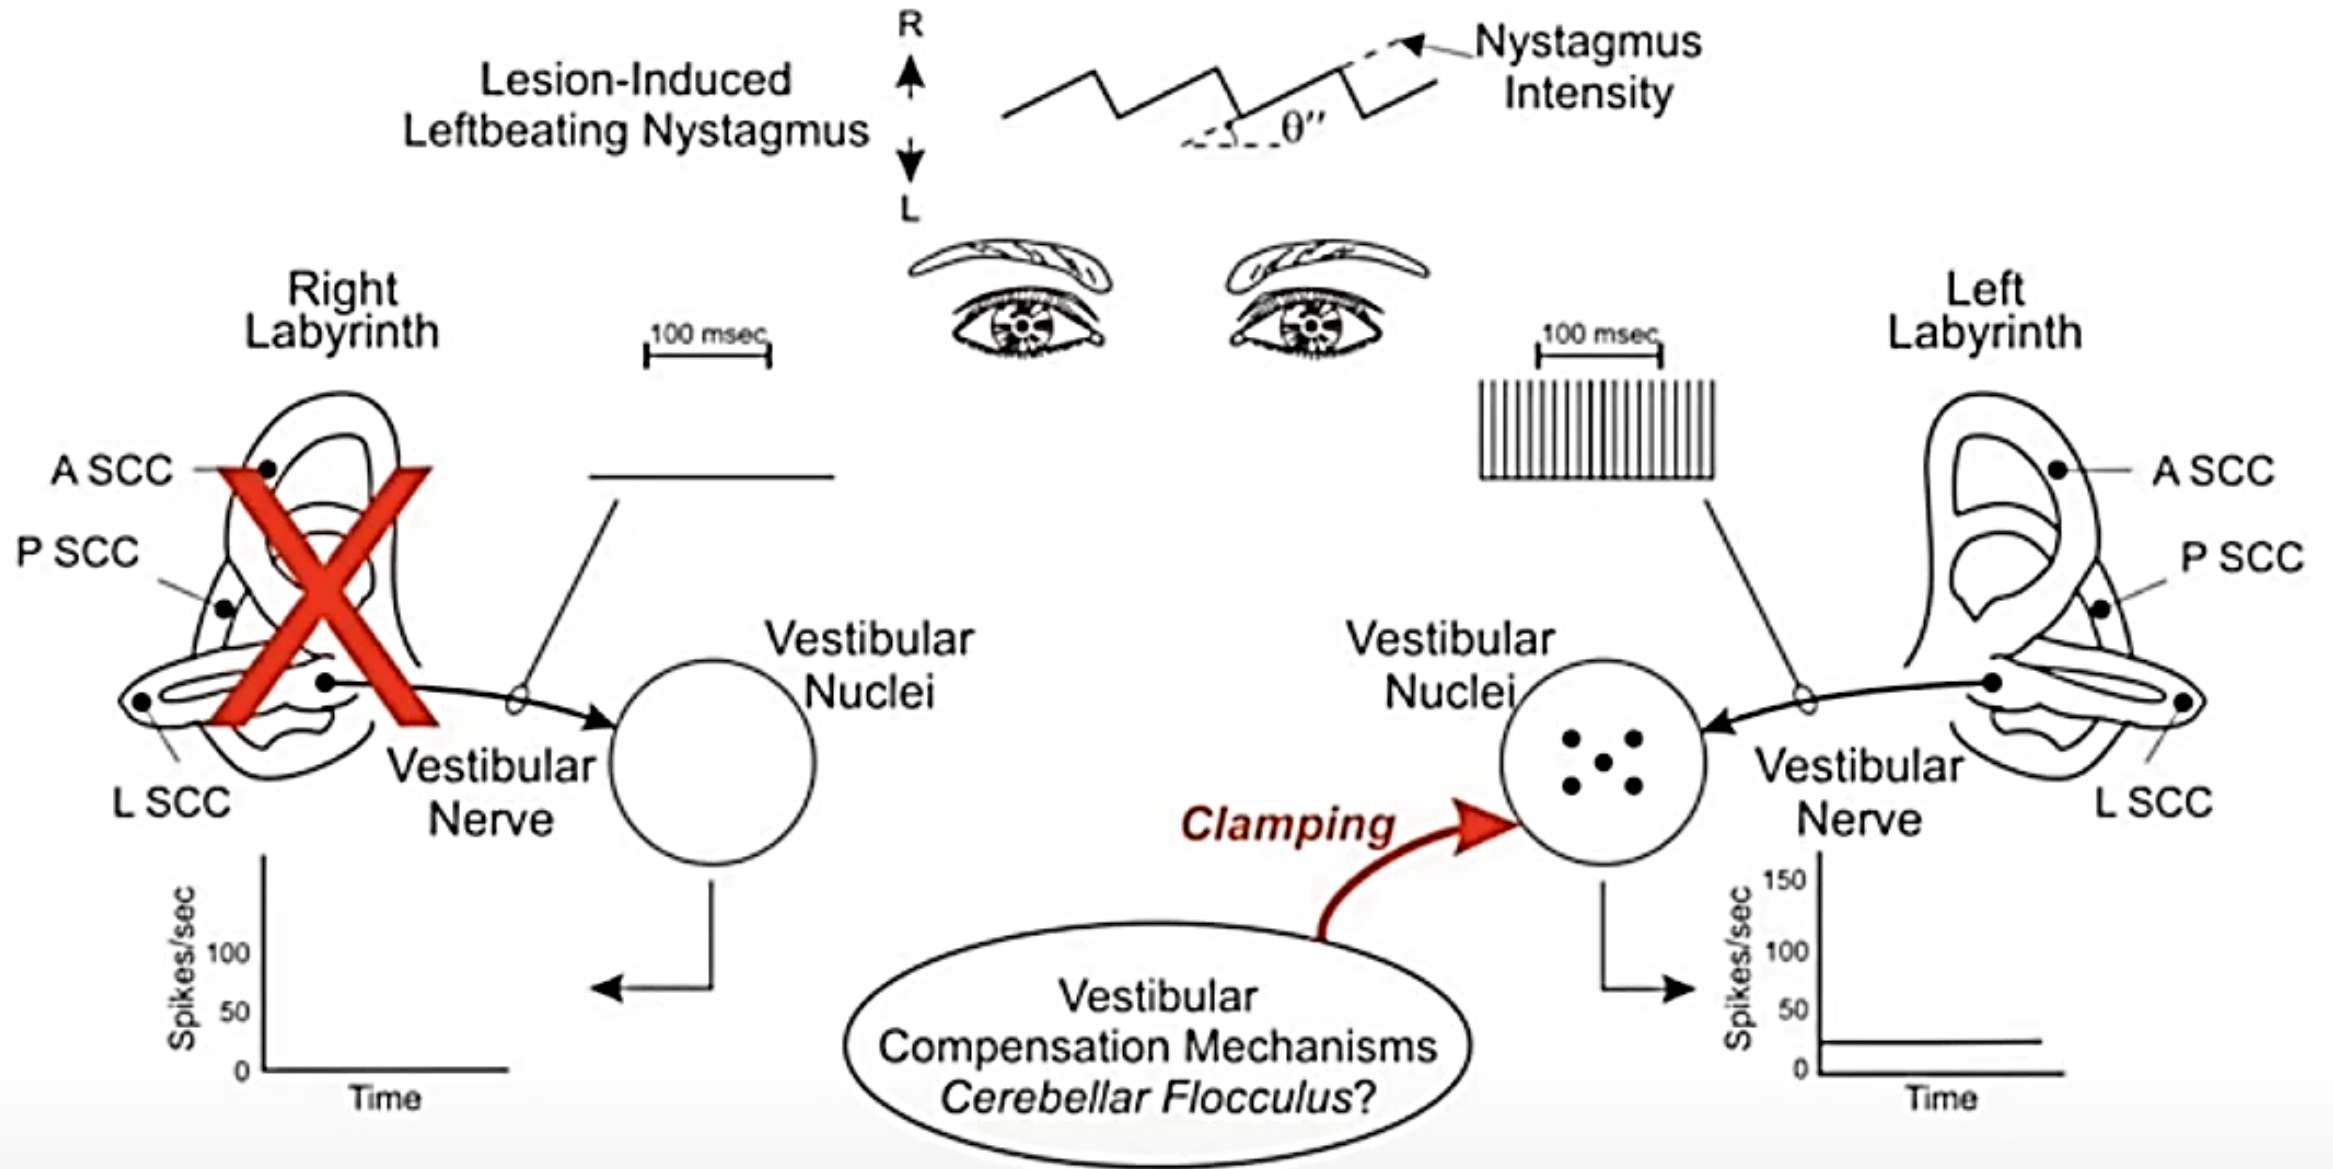 R
Lesion-Induced
Leftbeating Nystagmus
L
Nystagmus
Intensity
θ″
Right
Labyrinth
100 msec
100 msec
Left
Labyrinth
A SCC
P SCC
L SCC
A SCC
P SCC
L SCC
Vestibular
Nuclei
Vestibular
Nerve
Vestibular
Nuclei
Vestibular
Nerve
Clamping
Vestibular
Compensation Mechanisms
Cerebellar Flocculus?
Spikes/sec
100
50
0
Time
Spikes/sec
150
100
50
0
Time